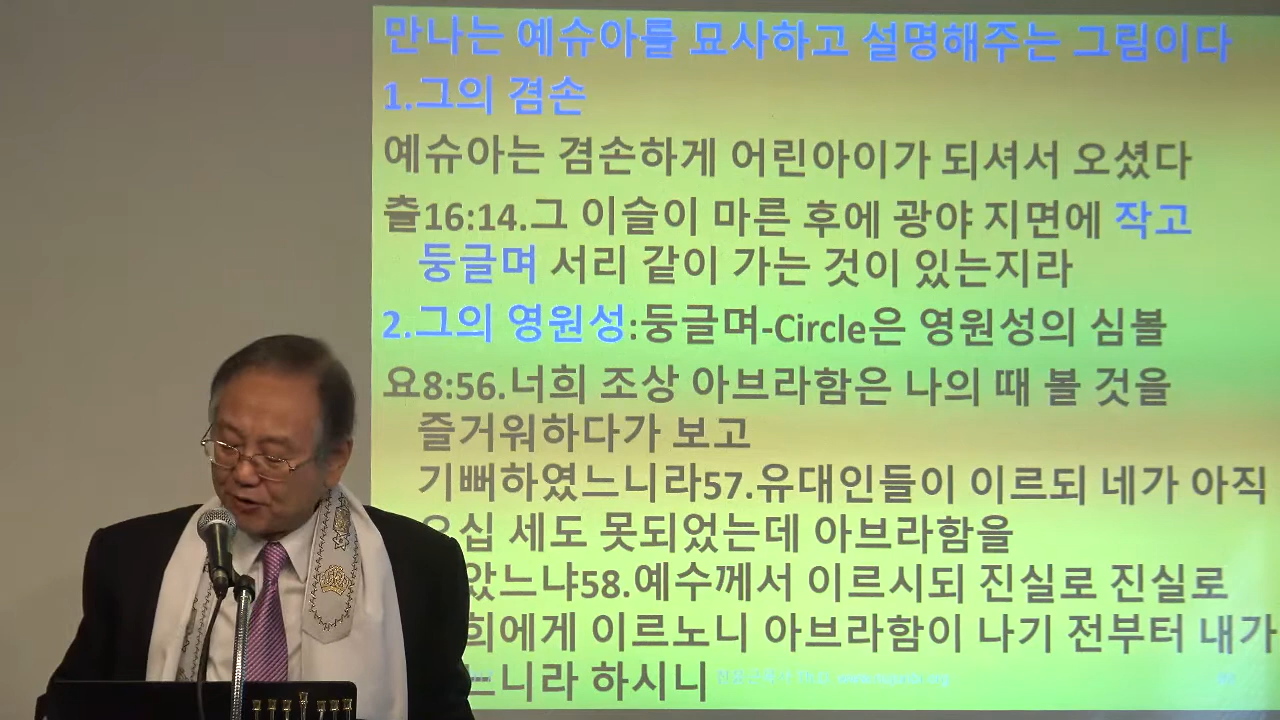 만나는 예슈아를 묘사하고 설명해주는 그림이다
1.그의 겸손
예슈아는 겸손하게 어린아이가 되셔서 오셨다
출16:14.그 이슬이 마른 후에 광야 지면에 작고
둥글며 서리 같이 가는 것이 있는지라
2.그의 영원성:둥글며-Circle은 영원성의 심볼
요8:56.너희 조상 아브라함은 나의 때 볼 것을
즐거워하다가 보고
기뻐하였느니라57.유대인들이 이르되 네가 아직
오십 세도 못되었는데 아브라함을
았느냐58.예수께서 이르시되 진실로 진실로
희에게 이르노니 아브라함이 나기 전부터 내가
느니라 하시니